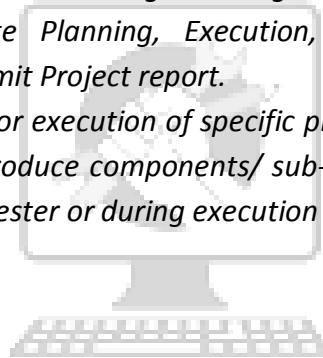 te Planning, Execution,
mit Project report.
or execution of specific p
roduce components/ sub-
ester or during execution